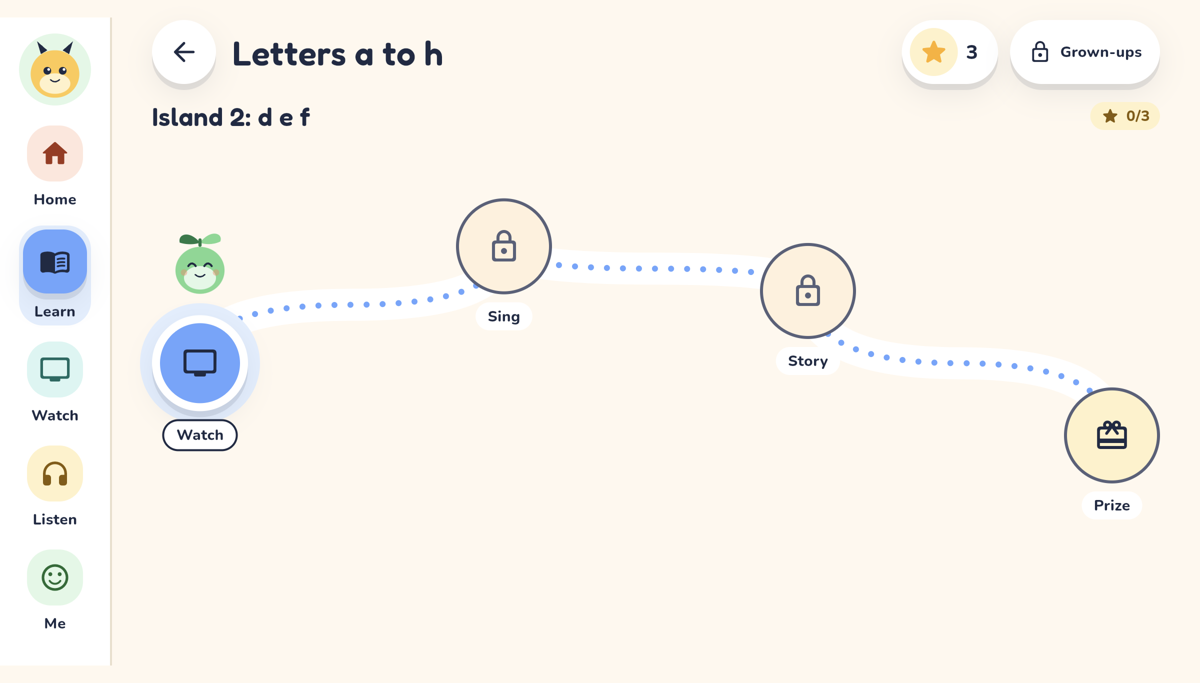 Letters a to h
3
Grown-ups
Island 2: d e f
0/3
Home
Learn
Watch
Listen
Me
Watch
Sing
Story
Prize